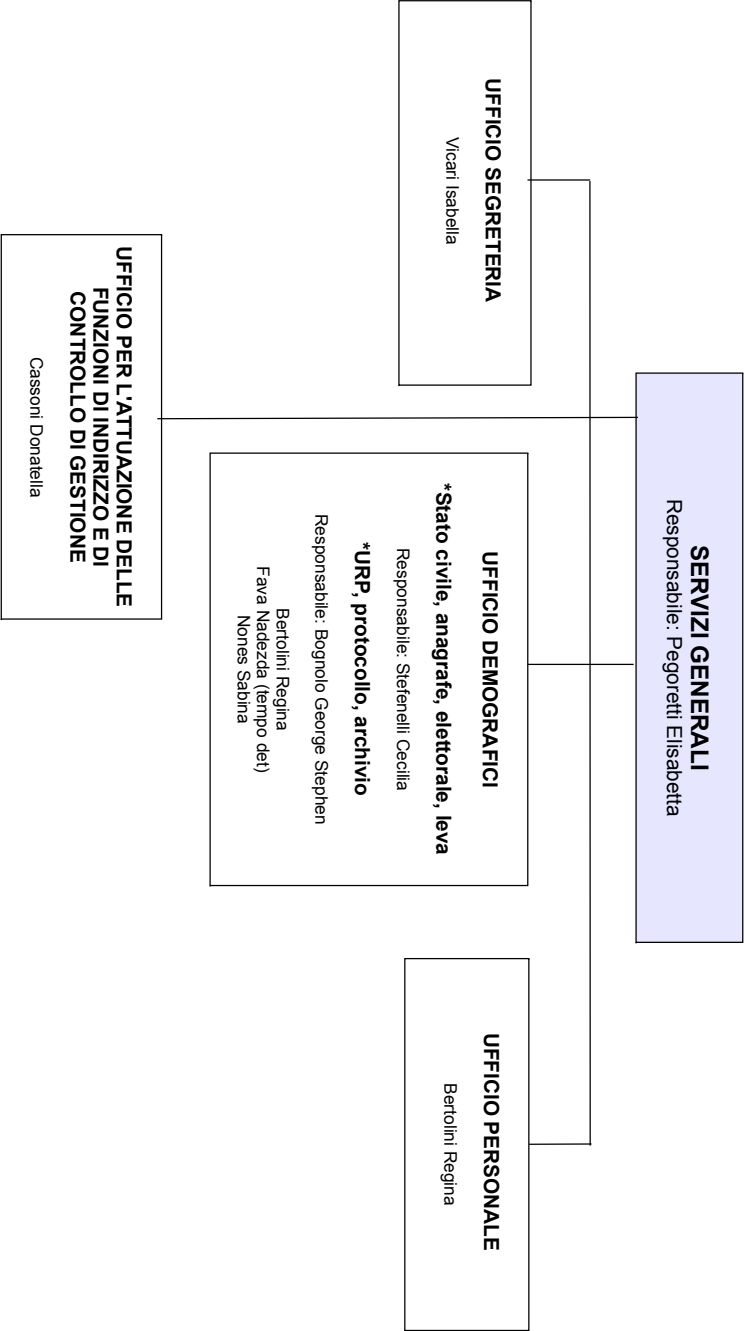 SERVIZI GENERALI
Responsabile: Pegoretti Elisabetta
UFFICIO SEGRETERIA
Vicari Isabella
UFFICIO DEMOGRAFICI
*Stato civile, anagrafe, elettorale, leva
Responsabile: Stefenelli Cecilia
*URP, protocollo, archivio
Responsabile: Bognolo George Stephen
Bertolini Regina
Fava Nadezda (tempo det)
Nones Sabina
UFFICIO PERSONALE
Bertolini Regina
UFFICIO PER L'ATTUAZIONE DELLE
FUNZIONI DI INDIRIZZO E DI
CONTROLLO DI GESTIONE
Cassoni Donatella